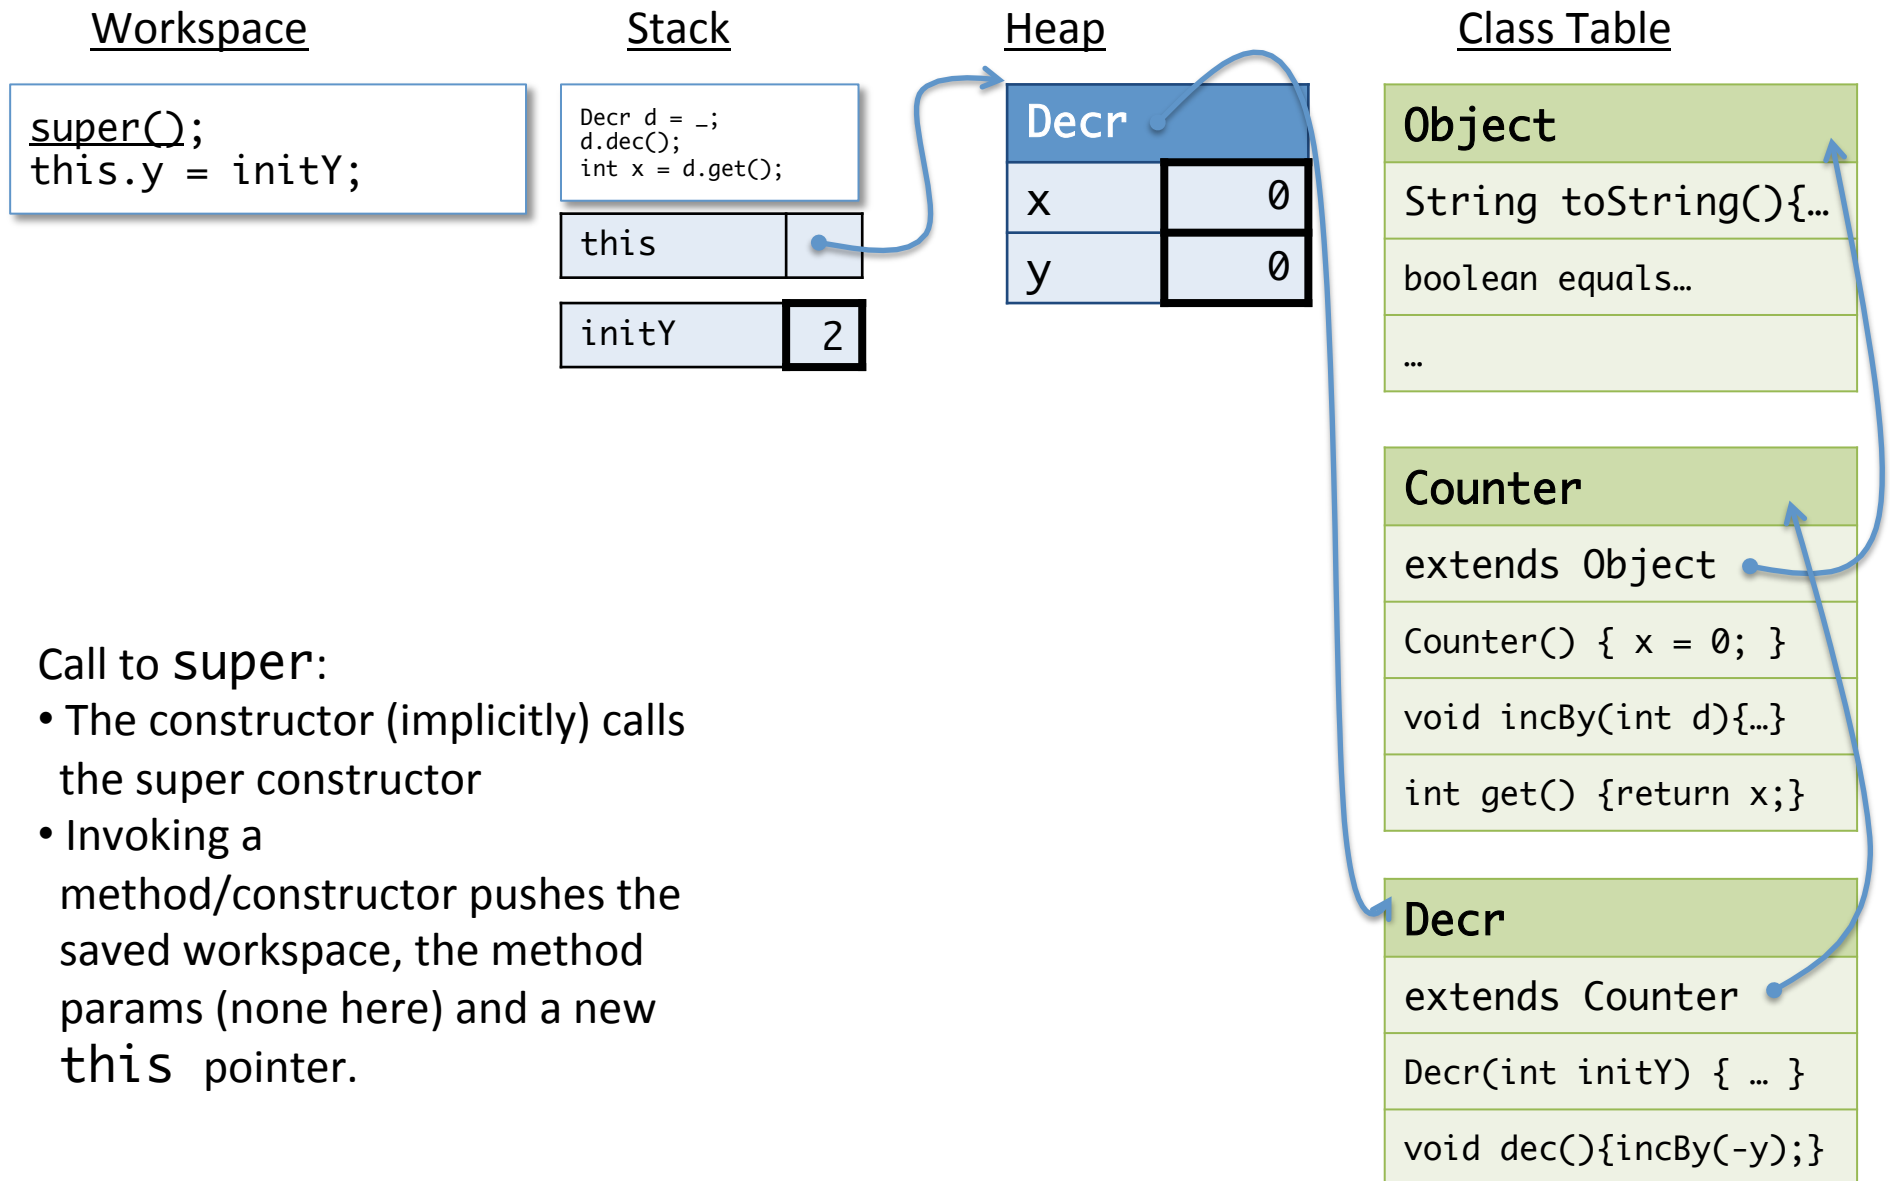 Workspace
Stack
Heap
Class Table
super();
this.y = initY;
Decr d = _;
d.dec();
int x = d.get();
this
initY 2
Decr
x 0
y 0
Object
String toString(){…
boolean equals…
…
Counter
extends Object
Counter() { x = 0; }
void incBy(int d){…}
int get() {return x;}
Decr
extends Counter
Decr(int initY) { … }
void dec(){incBy(-y);}
Call to super:
• The constructor (implicitly) calls
the super constructor
• Invoking a
method/constructor pushes the
saved workspace, the method
params (none here) and a new
this pointer.